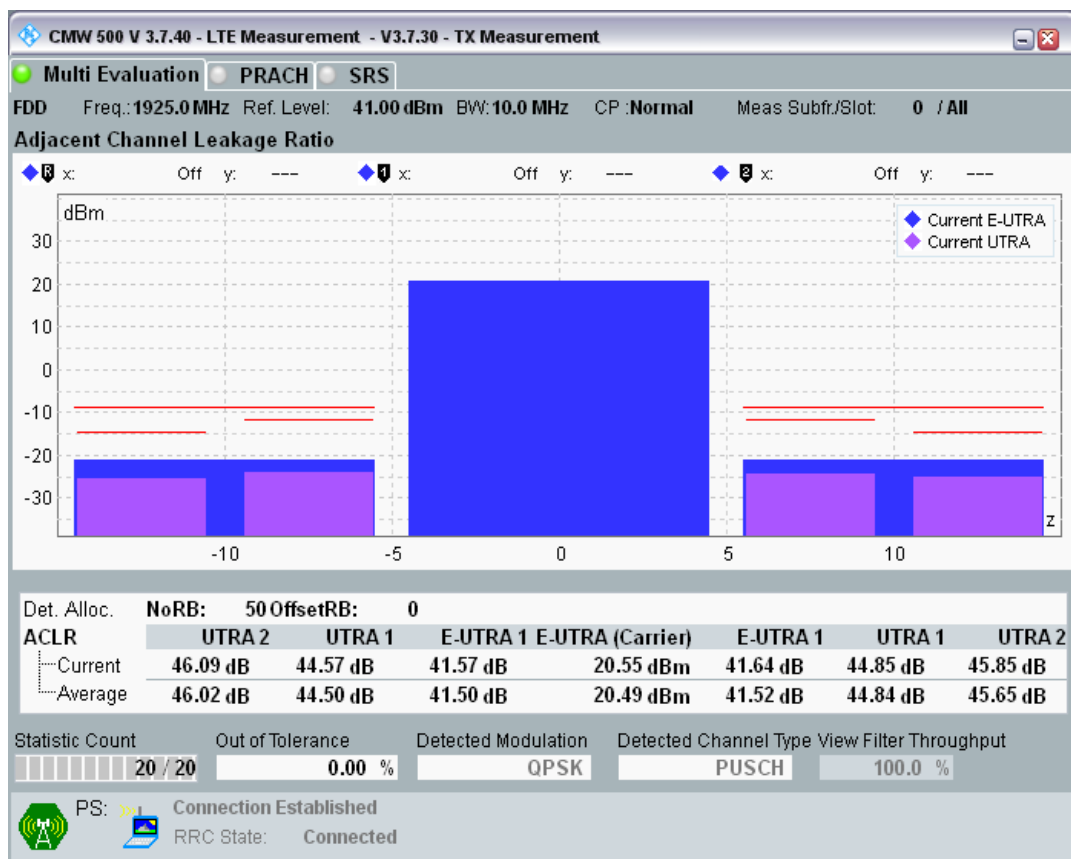 CMW 500 V 3.7.40 - LTE Measurement - V3.7.30 - TX Measurement
Multi Evaluation PRACH SRS
FDD Freq.: 1925.0 MHz Ref. Level: 41.00 dBm BW: 10.0 MHz CP :Normal Meas Subfr./Slot: 0 / All
Adjacent Channel Leakage Ratio
R x: Off y: --- 1 x: Off y: --- 2 x: Off y: ---
dBm
Current E-UTRA
Current UTRA
30
20
10
0
-10
-20
-30
z
-10 -5 0 5 10
Det. Alloc. NoRB: 50 OffsetRB: 0
ACLR UTRA 2 UTRA 1 E-UTRA 1 E-UTRA (Carrier) E-UTRA 1 UTRA 1 UTRA 2
Current 46.09 dB 44.57 dB 41.57 dB 20.55 dBm 41.64 dB 44.85 dB 45.85 dB
Average 46.02 dB 44.50 dB 41.50 dB 20.49 dBm 41.52 dB 44.84 dB 45.65 dB
Statistic Count Out of Tolerance Detected Modulation Detected Channel Type View Filter Throughput
20 / 20 0.00 % QPSK PUSCH 100.0 %
PS: Connection Established
RRC State: Connected